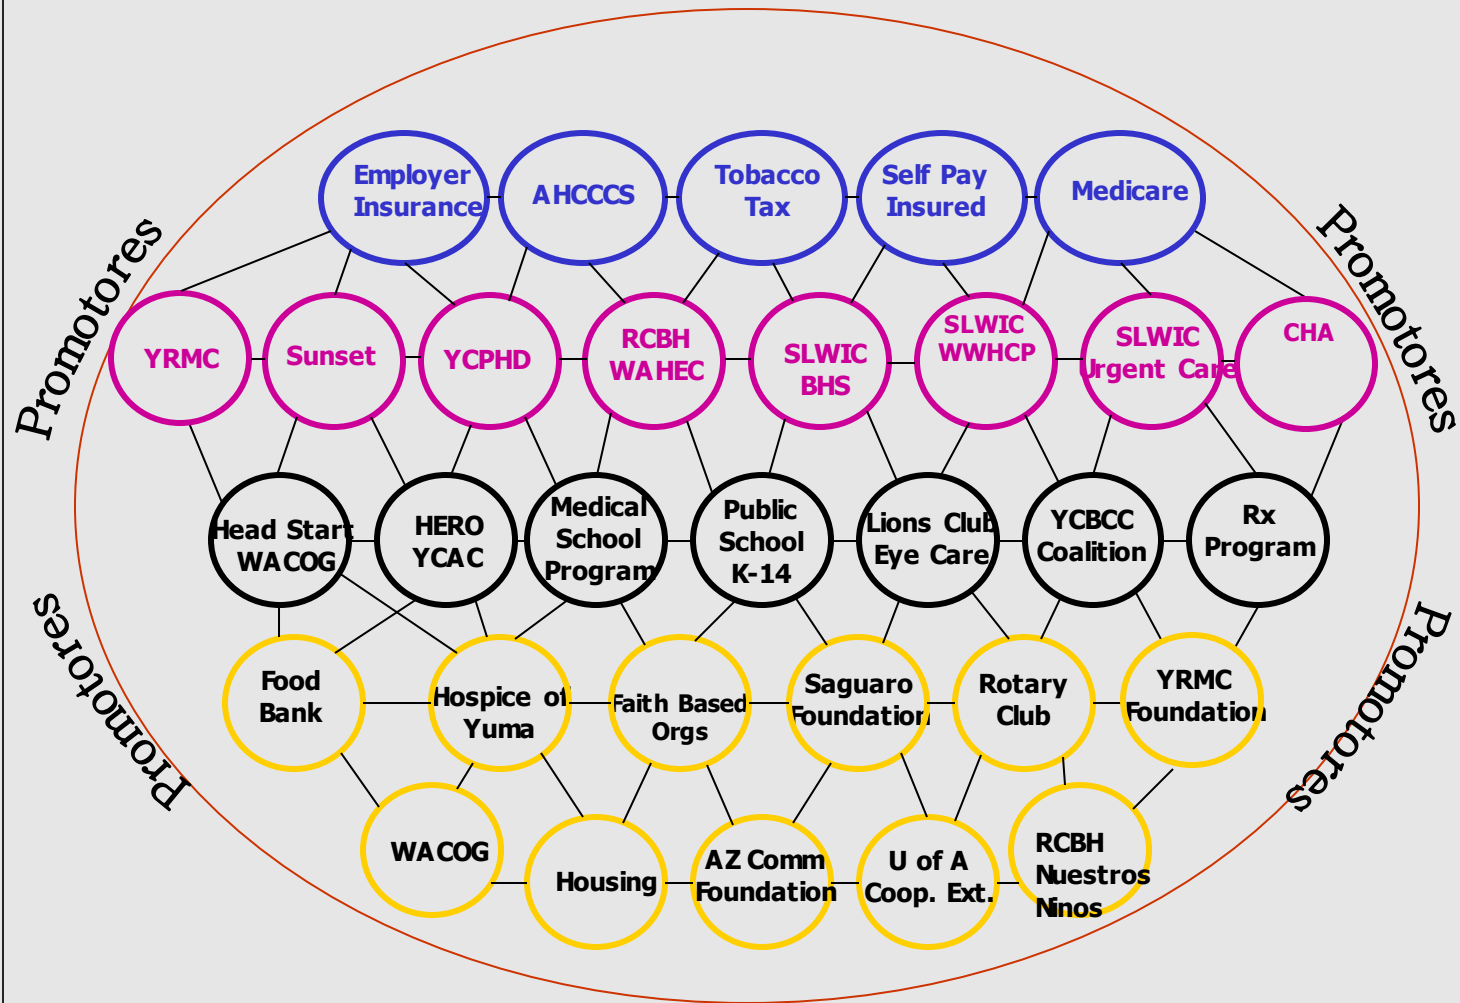 Promotores
Promotores
Employer
Insurance
AHCCCS
Tobacco
Tax
Self Pay
Insured
Medicare
YRMC
Sunset
YCPHD
RCBH
WAHEC
SLWIC
BHS
SLWIC
WWHCP
SLWIC
Urgent Care
CHA
Head Start
WACOG
HERO
YCAC
Medical
School
Program
Public
School
K-14
Lions Club
Eye Care
YCBCC
Coalition
Rx
Program
Promotores
Promotores
Food
Bank
Hospice of
Yuma
Faith Based
Orgs
Saguaro
Foundation
Rotary
Club
YRMC
Foundation
WACOG
Housing
AZ Comm
Foundation
U of A
Coop. Ext.
RCBH
Nuestros
Ninos